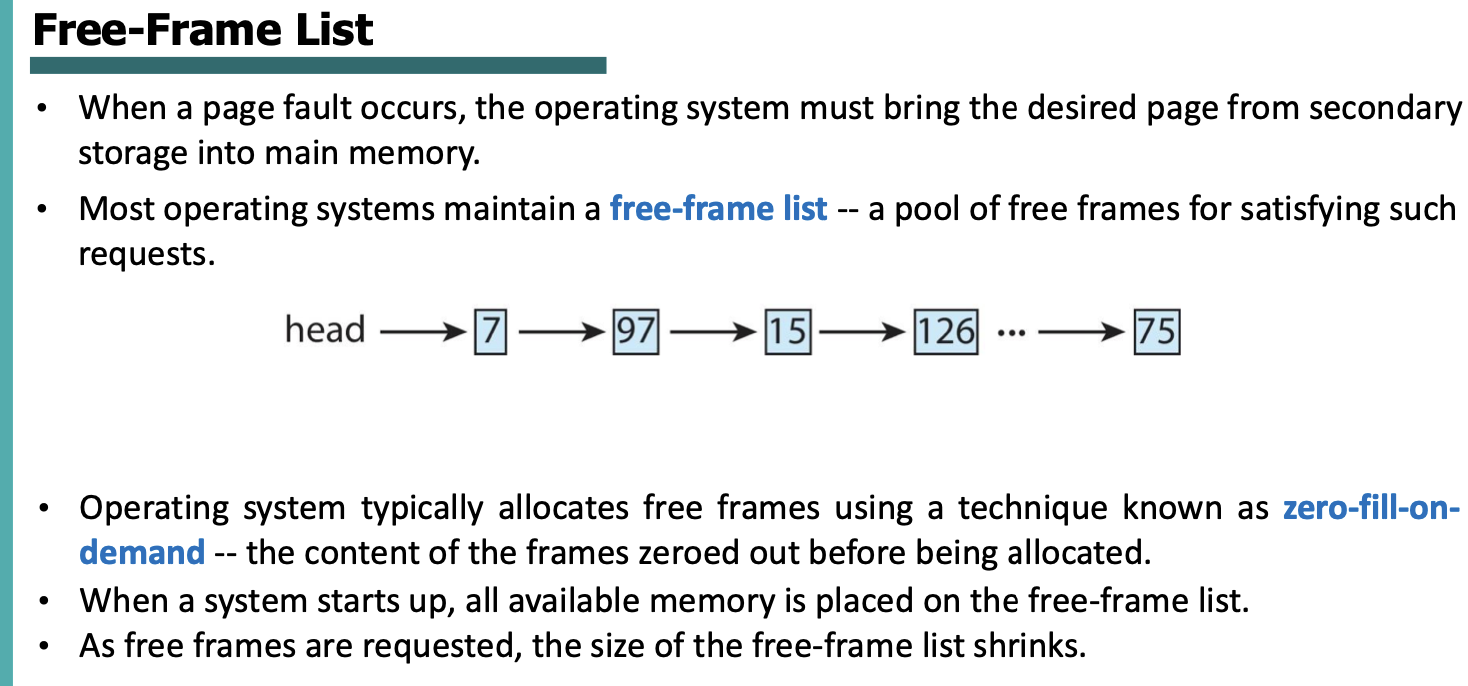 Free-Frame List
• When a page fault occurs, the operating system must bring the desired page from secondary
storage into main memory.
• Most operating systems maintain a free-frame list -- a pool of free frames for satisfying such
requests.
head 7 97 15 126 ... 75
• Operating system typically allocates free frames using a technique known as zero-fill-on-
demand -- the content of the frames zeroed out before being allocated.
• When a system starts up, all available memory is placed on the free-frame list.
• As free frames are requested, the size of the free-frame list shrinks.